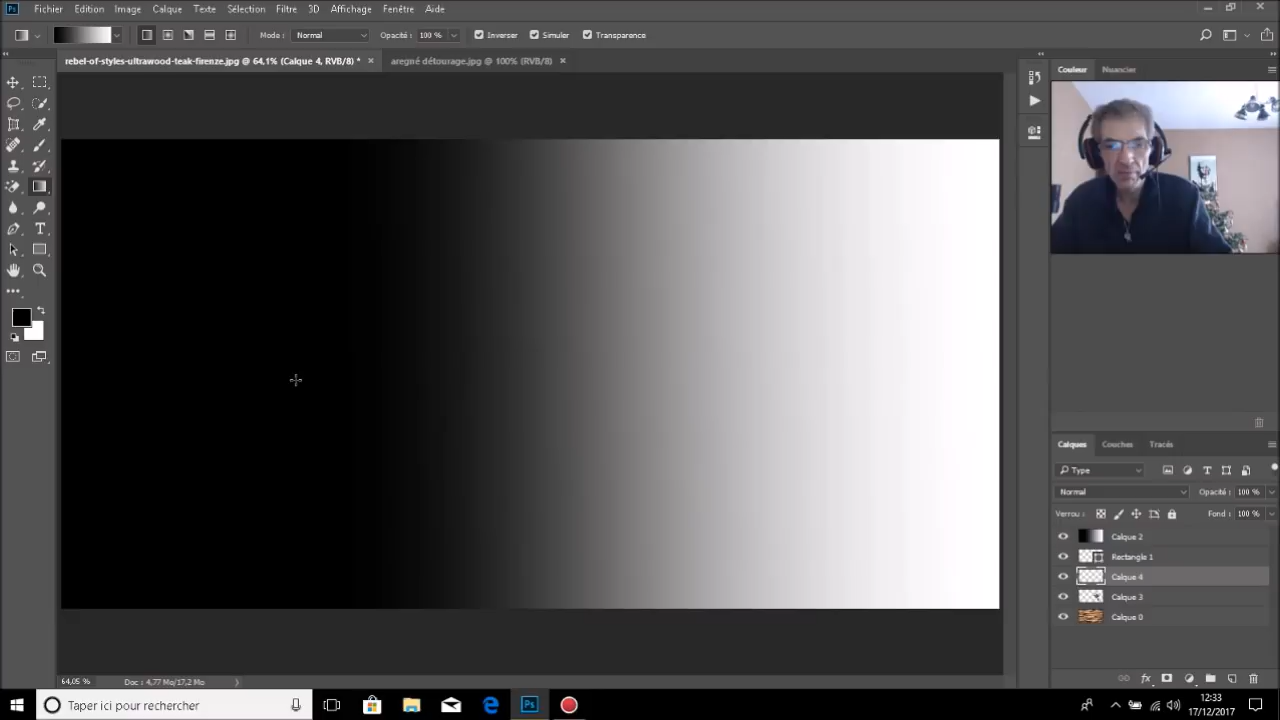 Ps Fichier Edition Image Calque Texte Sélection Filtre 3D Affichage Fenêtre Aide
Mode : Normal Opacité : 100 % Inverser Simuler Transparence
rebel-of-styles-ultrawood-teak-firenze.jpg @ 64,1% (Calque 4, RVB/8) * aregné détourage.jpg @ 100% (RVB/8)
Couleur Nuancier
Calques Couches Tracés
Type
Normal Opacité : 100 %
Verrou : Fond : 100 %
Calque 2
Rectangle 1
Calque 4
Calque 3
Calque 0
64,05 % Doc : 4,77 Mo/17,2 Mo
Taper ici pour rechercher
Ps
12:33
17/12/2017